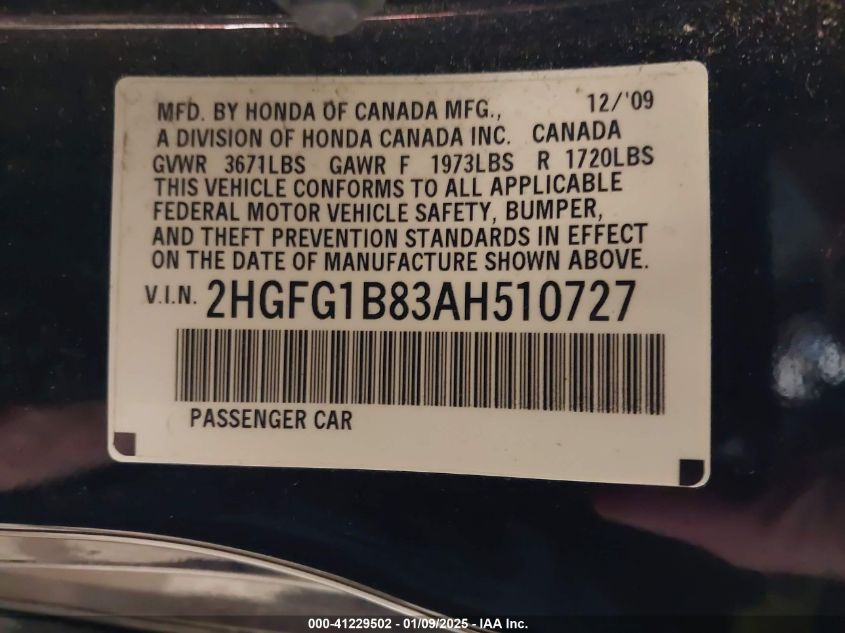 MFD. BY HONDA OF CANADA MFG., 12/'09
A DIVISION OF HONDA CANADA INC. CANADA
GVWR 3671LBS GAWR F 1973LBS R 1720LBS
THIS VEHICLE CONFORMS TO ALL APPLICABLE
FEDERAL MOTOR VEHICLE SAFETY, BUMPER,
AND THEFT PREVENTION STANDARDS IN EFFECT
ON THE DATE OF MANUFACTURE SHOWN ABOVE.
V.I.N. 2HGFG1B83AH510727
PASSENGER CAR
000-41229502 - 01/09/2025 - IAA Inc.